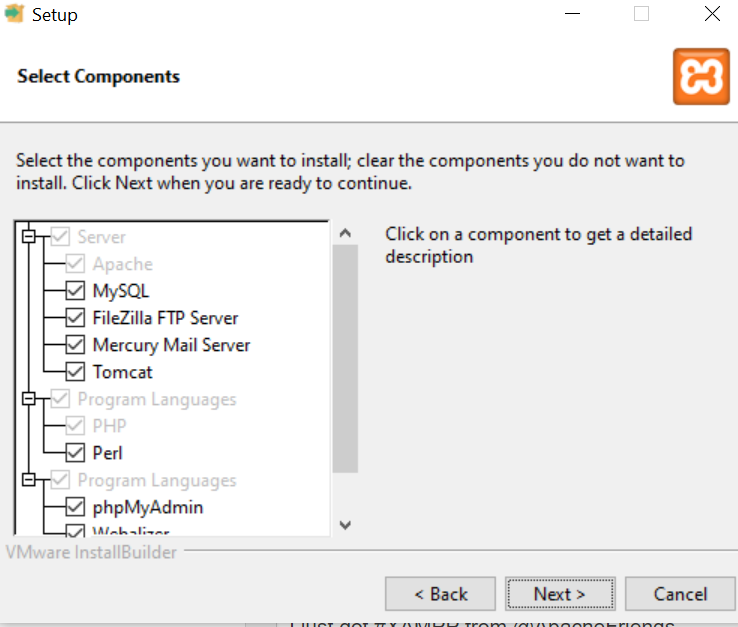 Setup
Select Components
Select the components you want to install; clear the components you do not want to
install. Click Next when you are ready to continue.
Server
Apache
MySQL
FileZilla FTP Server
Mercury Mail Server
Tomcat
Program Languages
PHP
Perl
Program Languages
phpMyAdmin
Webalizer
Click on a component to get a detailed
description
VMware InstallBuilder
< Back
Next >
Cancel